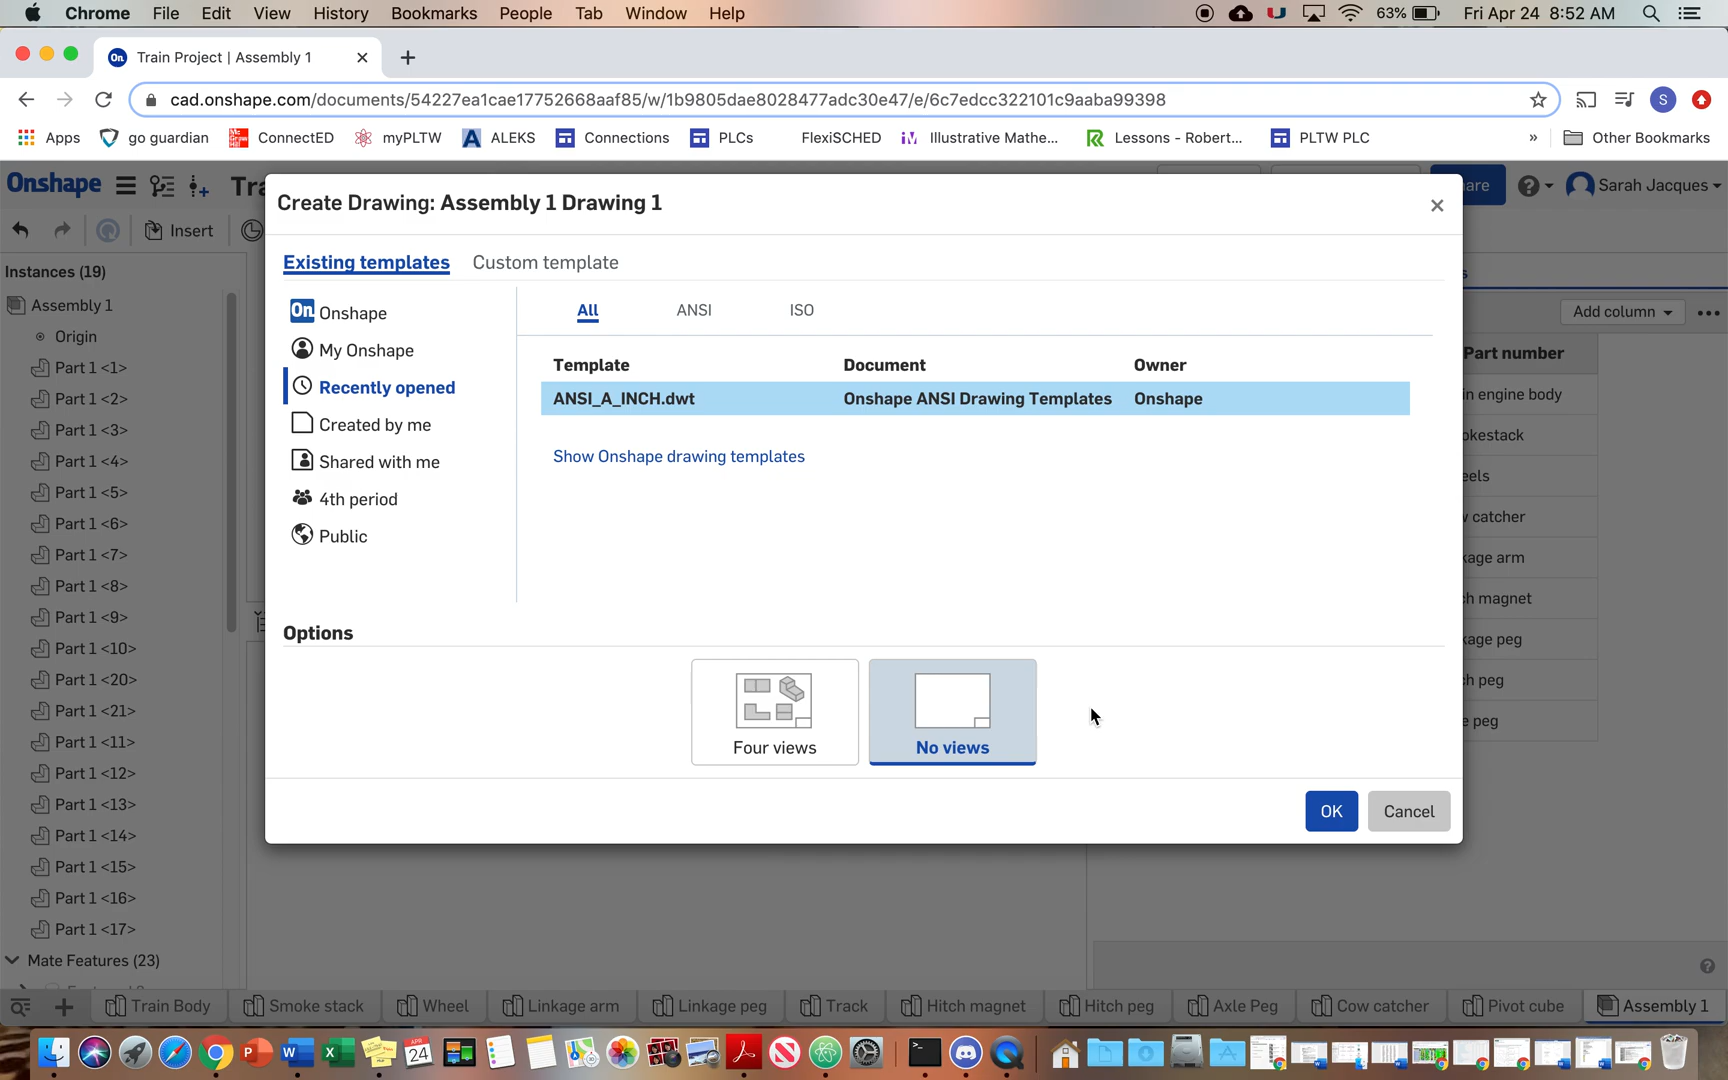 Chrome File Edit View History Bookmarks People Tab Window Help 63% Fri Apr 24 8:52 AM
Train Project | Assembly 1
cad.onshape.com/documents/54227ea1cae17752668aaf85/w/1b9805dae8028477adc30e47/e/6c7edcc322101c9aaba99398
S
Apps go guardian ConnectED myPLTW ALEKS Connections PLCs FlexiSCHED Illustrative Mathe... Lessons - Robert... PLTW PLC » Other Bookmarks
Onshape Tra are Sarah Jacques
Insert
Create Drawing: Assembly 1 Drawing 1
Existing templates Custom template
On Onshape
My Onshape
Recently opened
Created by me
Shared with me
4th period
Public
All ANSI ISO
Template Document Owner
ANSI_A_INCH.dwt Onshape ANSI Drawing Templates Onshape
Show Onshape drawing templates
Options
Four views No views
OK Cancel
Instances (19)
Assembly 1
Origin
Part 1 <1>
Part 1 <2>
Part 1 <3>
Part 1 <4>
Part 1 <5>
Part 1 <6>
Part 1 <7>
Part 1 <8>
Part 1 <9>
Part 1 <10>
Part 1 <20>
Part 1 <21>
Part 1 <11>
Part 1 <12>
Part 1 <13>
Part 1 <14>
Part 1 <15>
Part 1 <16>
Part 1 <17>
Mate Features (23)
s
Add column
Part number
in engine body
okestack
eels
w catcher
kage arm
ch magnet
kage peg
ch peg
e peg
Train Body Smoke stack Wheel Linkage arm Linkage peg Track Hitch magnet Hitch peg Axle Peg Cow catcher Pivot cube Assembly 1
APR
24